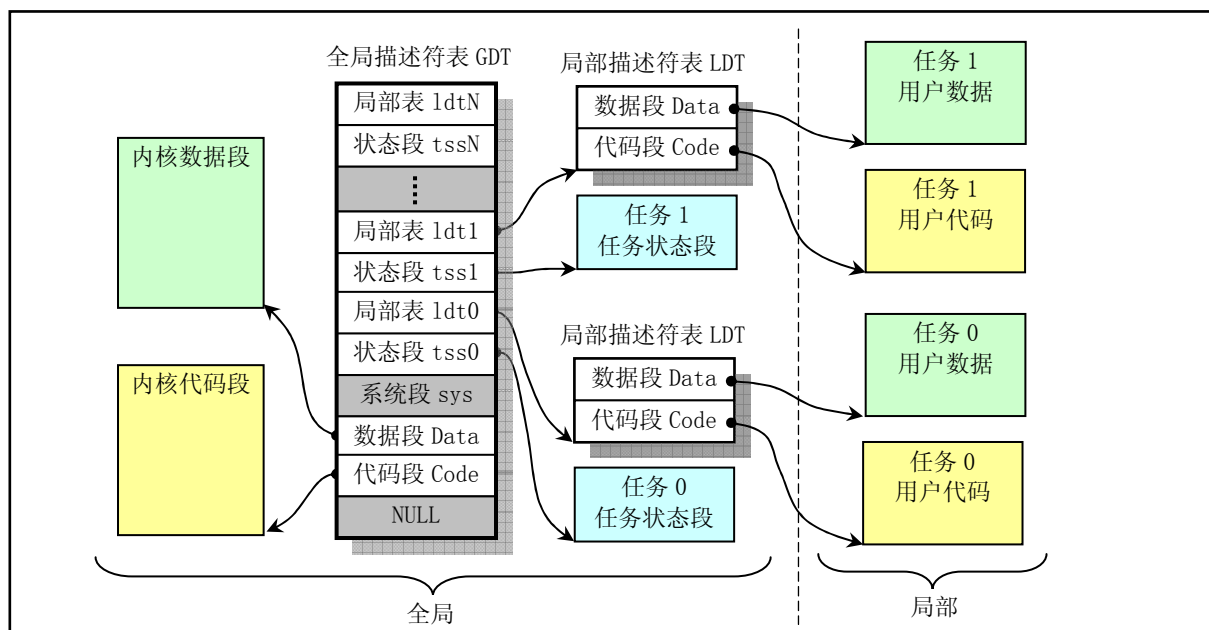 全局描述符表 GDT
局部表 ldtN
状态段 tssN
局部表 ldt1
状态段 tss1
局部表 ldt0
状态段 tss0
系统段 sys
数据段 Data
代码段 Code
NULL
内核数据段
内核代码段
局部描述符表 LDT
数据段 Data
代码段 Code
任务 1
任务状态段
局部描述符表 LDT
数据段 Data
代码段 Code
任务 0
任务状态段
任务 1
用户数据
任务 1
用户代码
任务 0
用户数据
任务 0
用户代码
全局
局部